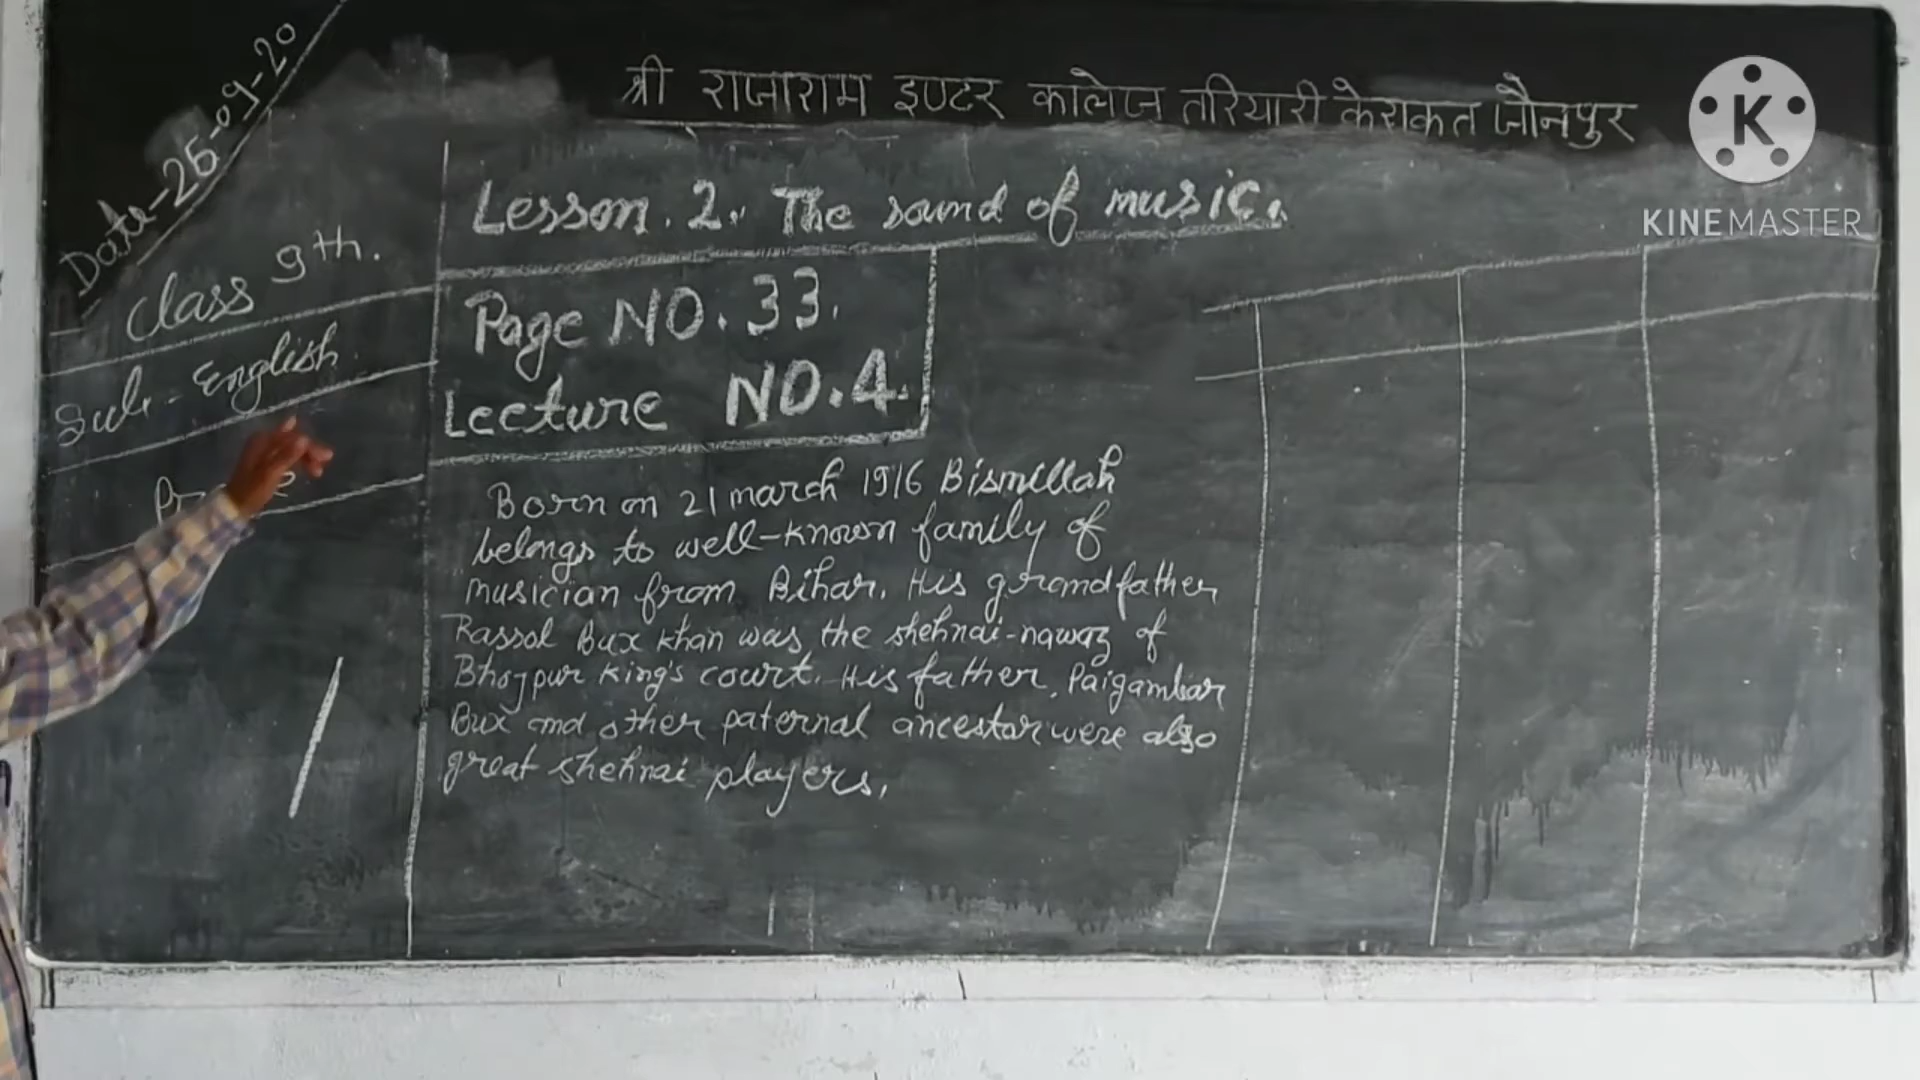 Date-26-09-20
श्री राजाराम इण्टर कालेज तरियारी केराकत जौनपुर
K
KINEMASTER
Class 9th.
Sub-English
Lesson. 2. The sound of music.
Page NO. 33.
Lecture NO.4.
Born on 21 march 1916 Bismillah
belongs to well-known family of
musician from Bihar. His grandfather
Rassol Bux khan was the shehnai-nawaz of
Bhojpur king's court. His father, Paigambar
Bux and other paternal ancestor were also
great shehnai players.